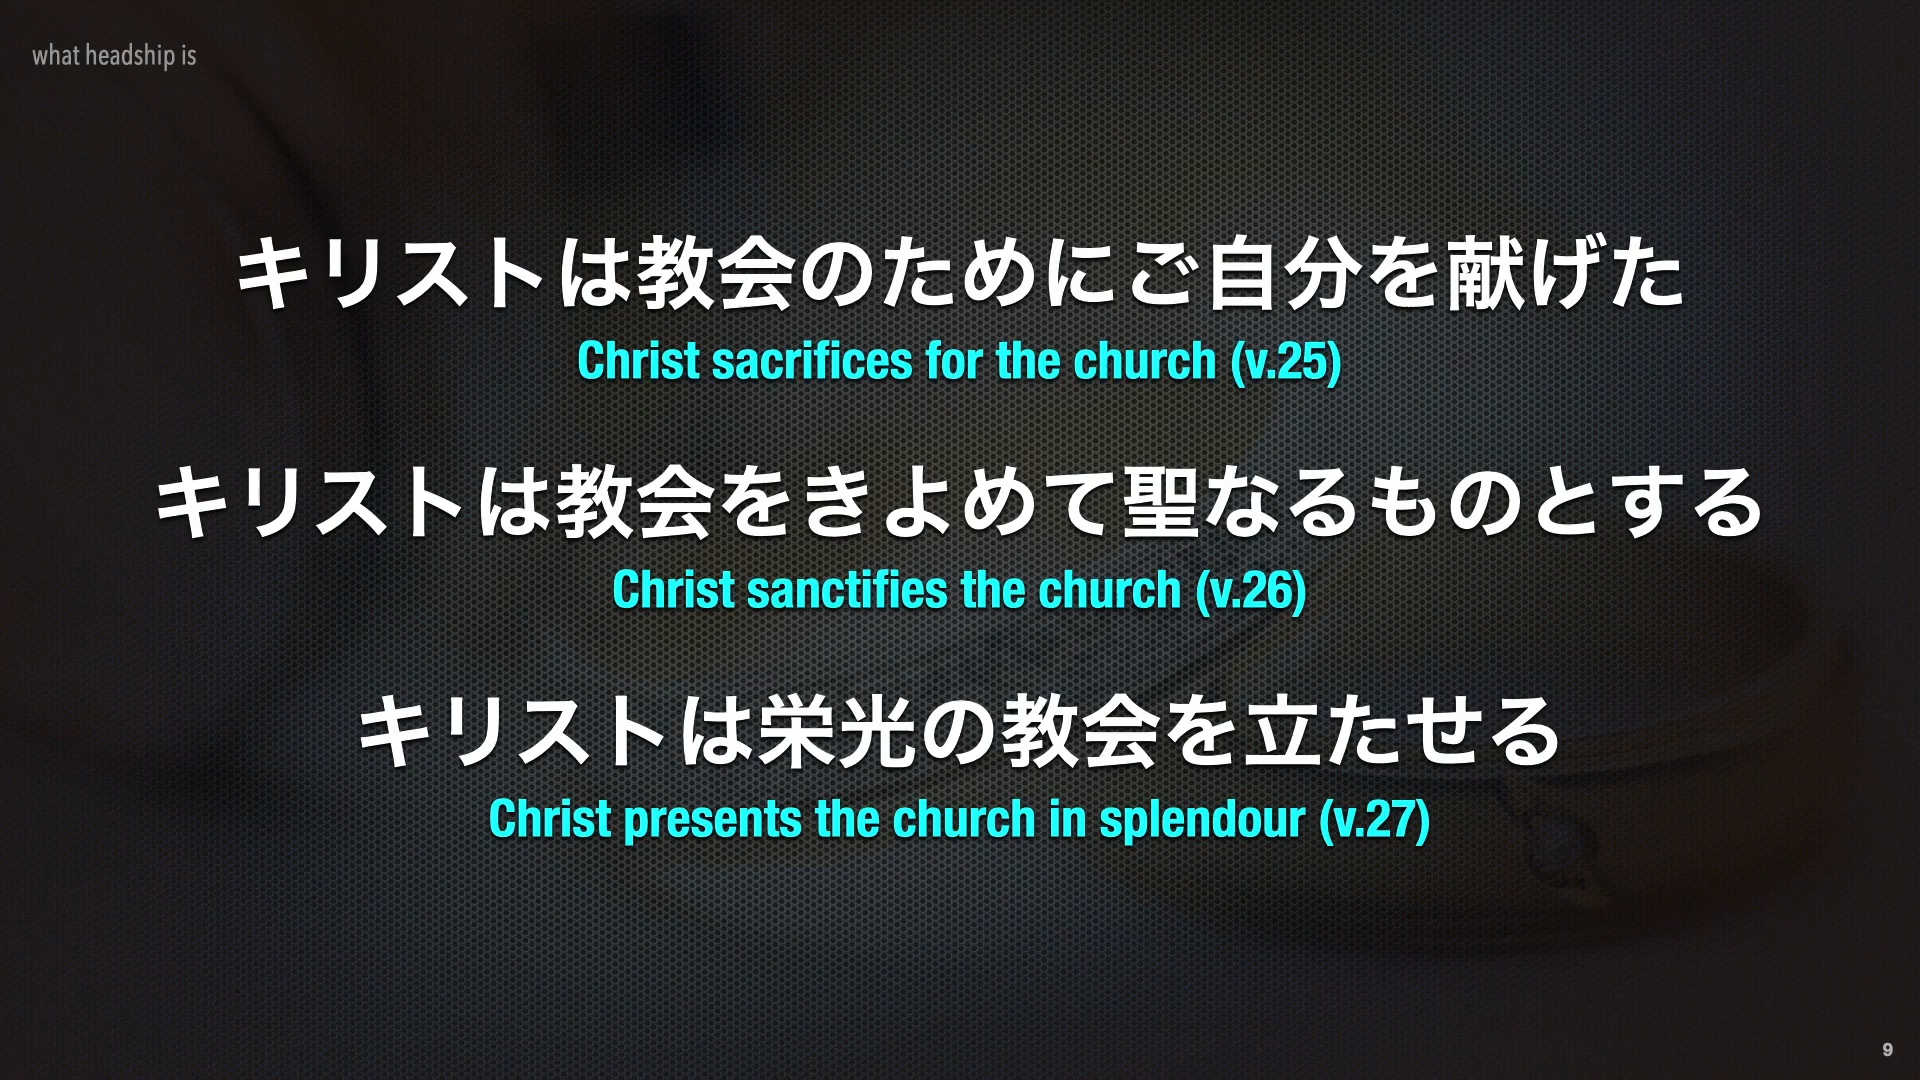 what headship is
キリストは教会のためにご自分を献げた
Christ sacrifices for the church (v.25)
キリストは教会をきよめて聖なるものとする
Christ sanctifies the church (v.26)
キリストは栄光の教会を立たせる
Christ presents the church in splendour (v.27)
9